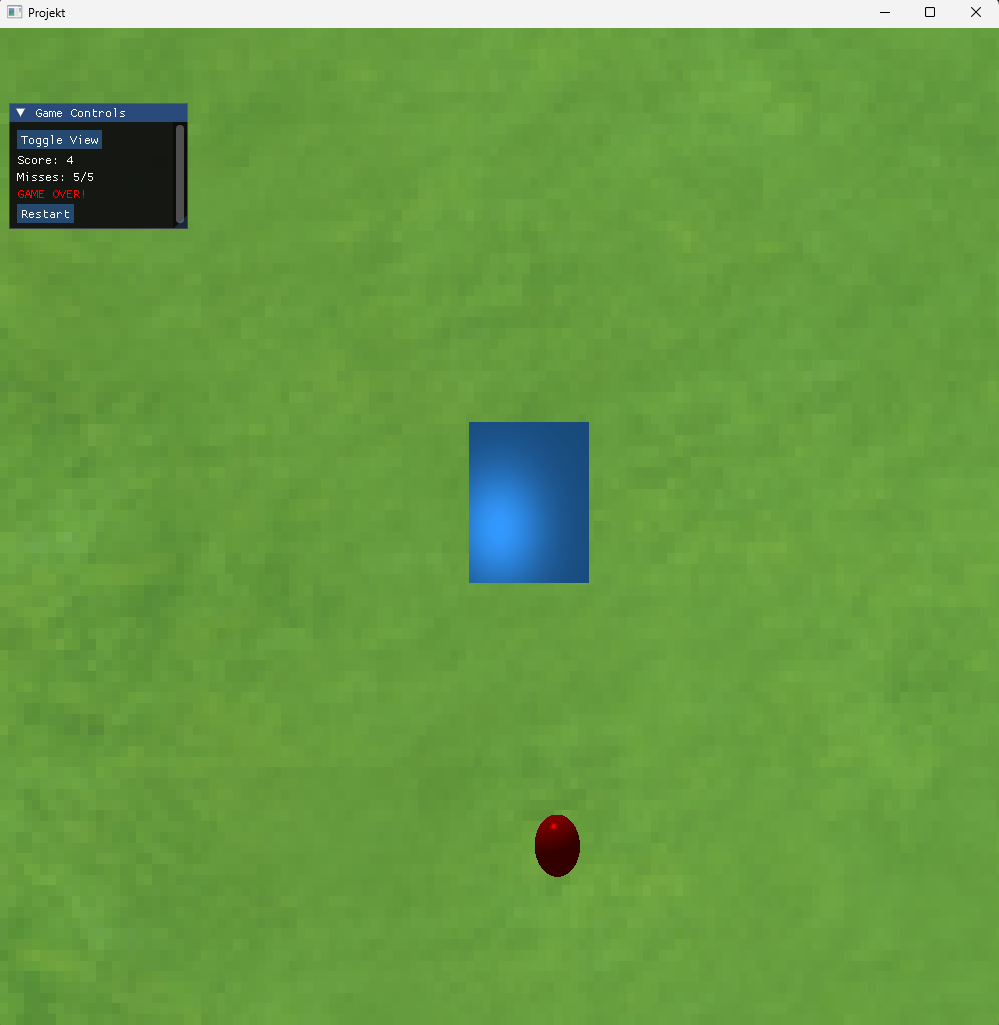 Projekt
Game Controls
Toggle View
Score: 4
Misses: 5/5
GAME OVER!
Restart